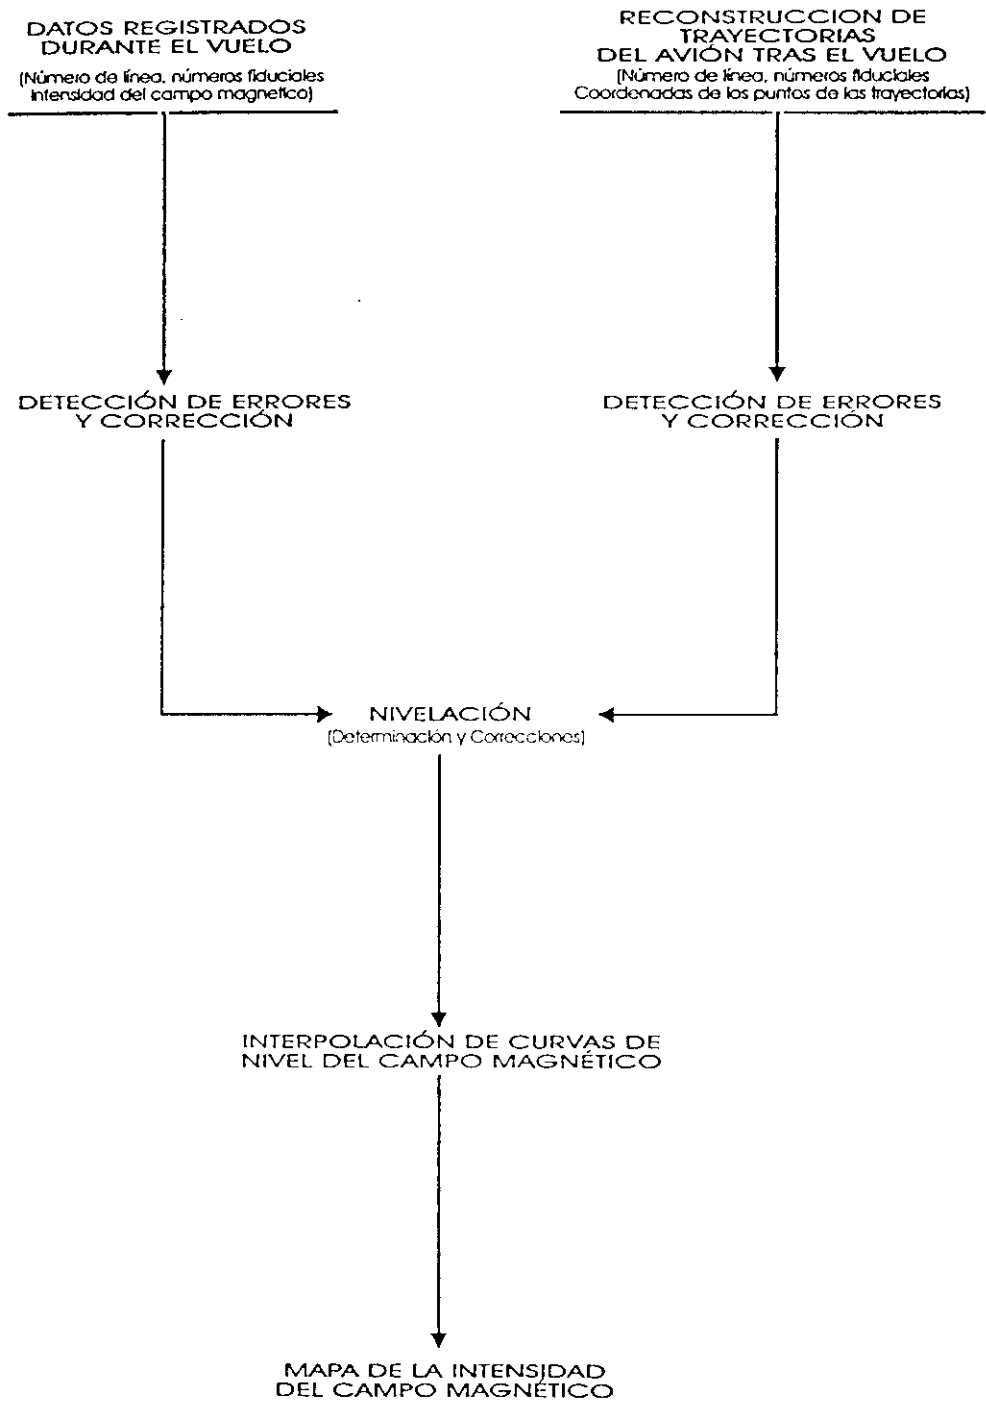 DATOS REGISTRADOS
DURANTE EL VUELO
(Número de línea, números fiduciales
Intensidad del campo magnetico)
RECONSTRUCCION DE
TRAYECTORIAS
DEL AVIÓN TRAS EL VUELO
(Número de línea, números fiduciales
Coordenadas de los puntos de las trayectorias)
DETECCIÓN DE ERRORES
Y CORRECCIÓN
DETECCIÓN DE ERRORES
Y CORRECCIÓN
NIVELACIÓN
(Determinación y Correcciones)
INTERPOLACIÓN DE CURVAS DE
NIVEL DEL CAMPO MAGNÉTICO
MAPA DE LA INTENSIDAD
DEL CAMPO MAGNÉTICO